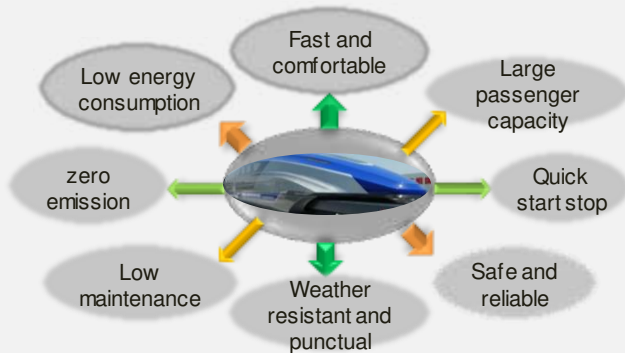 Fast and
comfortable
Low energy
consumption
Large
passenger
capacity
zero
emission
Quick
start stop
Low
maintenance
Weather
resistant and
punctual
Safe and
reliable